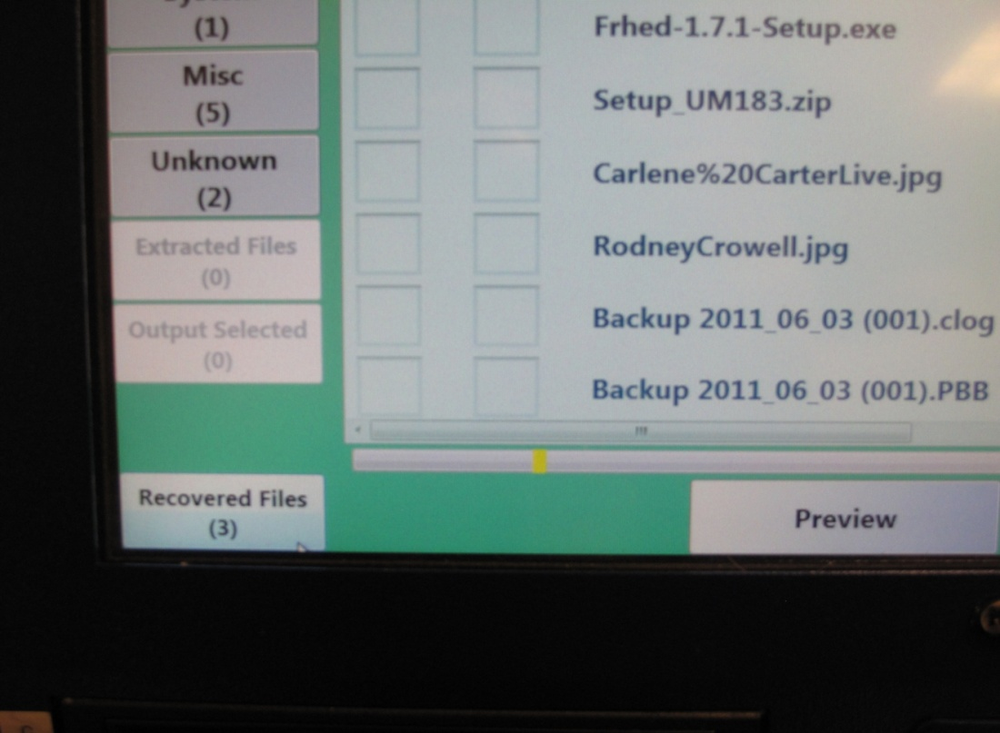 (1)
Misc
(5)
Unknown
(2)
Extracted Files
(0)
Output Selected
(0)
Recovered Files
(3)
Frhed-1.7.1-Setup.exe
Setup_UM183.zip
Carlene%20CarterLive.jpg
RodneyCrowell.jpg
Backup 2011_06_03 (001).clog
Backup 2011_06_03 (001).PBB
Preview